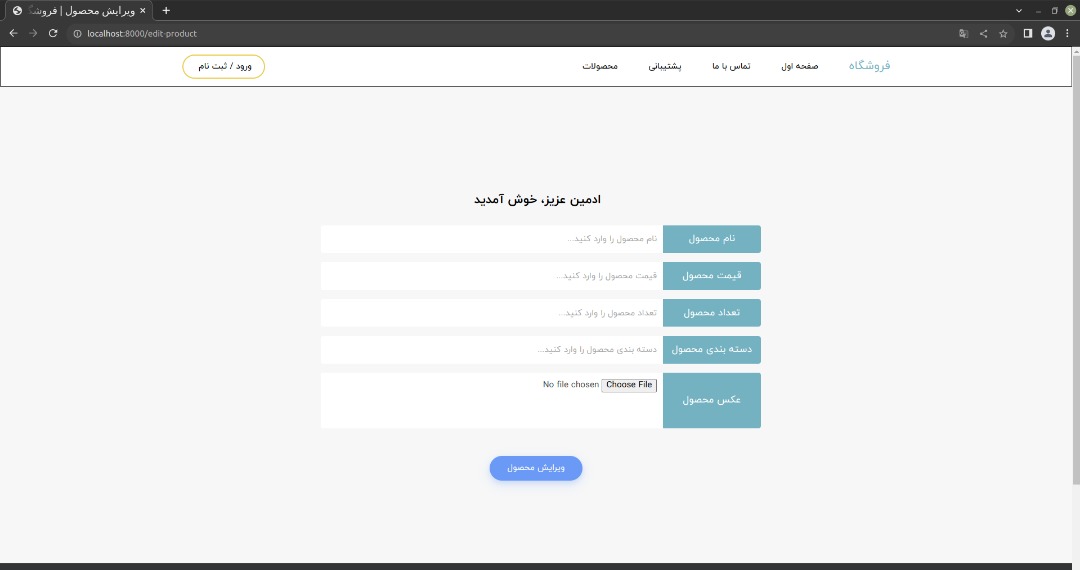 ویرایش محصول | فروشگ
localhost:8000/edit-product
فروشگاه
صفحه اول
تماس با ما
پشتیبانی
محصولات
ورود / ثبت نام
ادمین عزیز، خوش آمدید
نام محصول
نام محصول را وارد کنید...
قیمت محصول
قیمت محصول را وارد کنید...
تعداد محصول
تعداد محصول را وارد کنید...
دسته بندی محصول
دسته بندی محصول را وارد کنید...
عکس محصول
Choose File No file chosen
ویرایش محصول